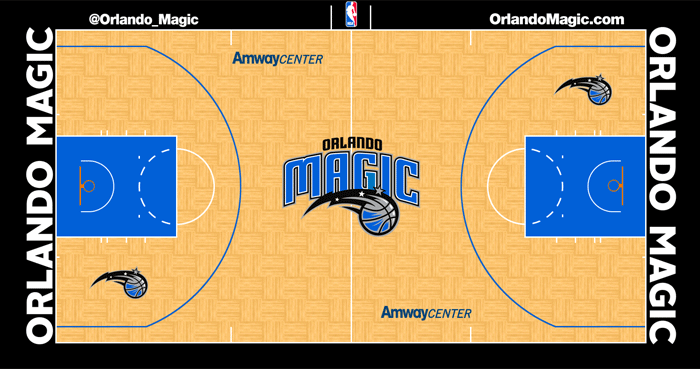 @Orlando_Magic
OrlandoMagic.com
ORLANDO MAGIC
AmwayCENTER
ORLANDO
MAGIC
AmwayCENTER
ORLANDO MAGIC